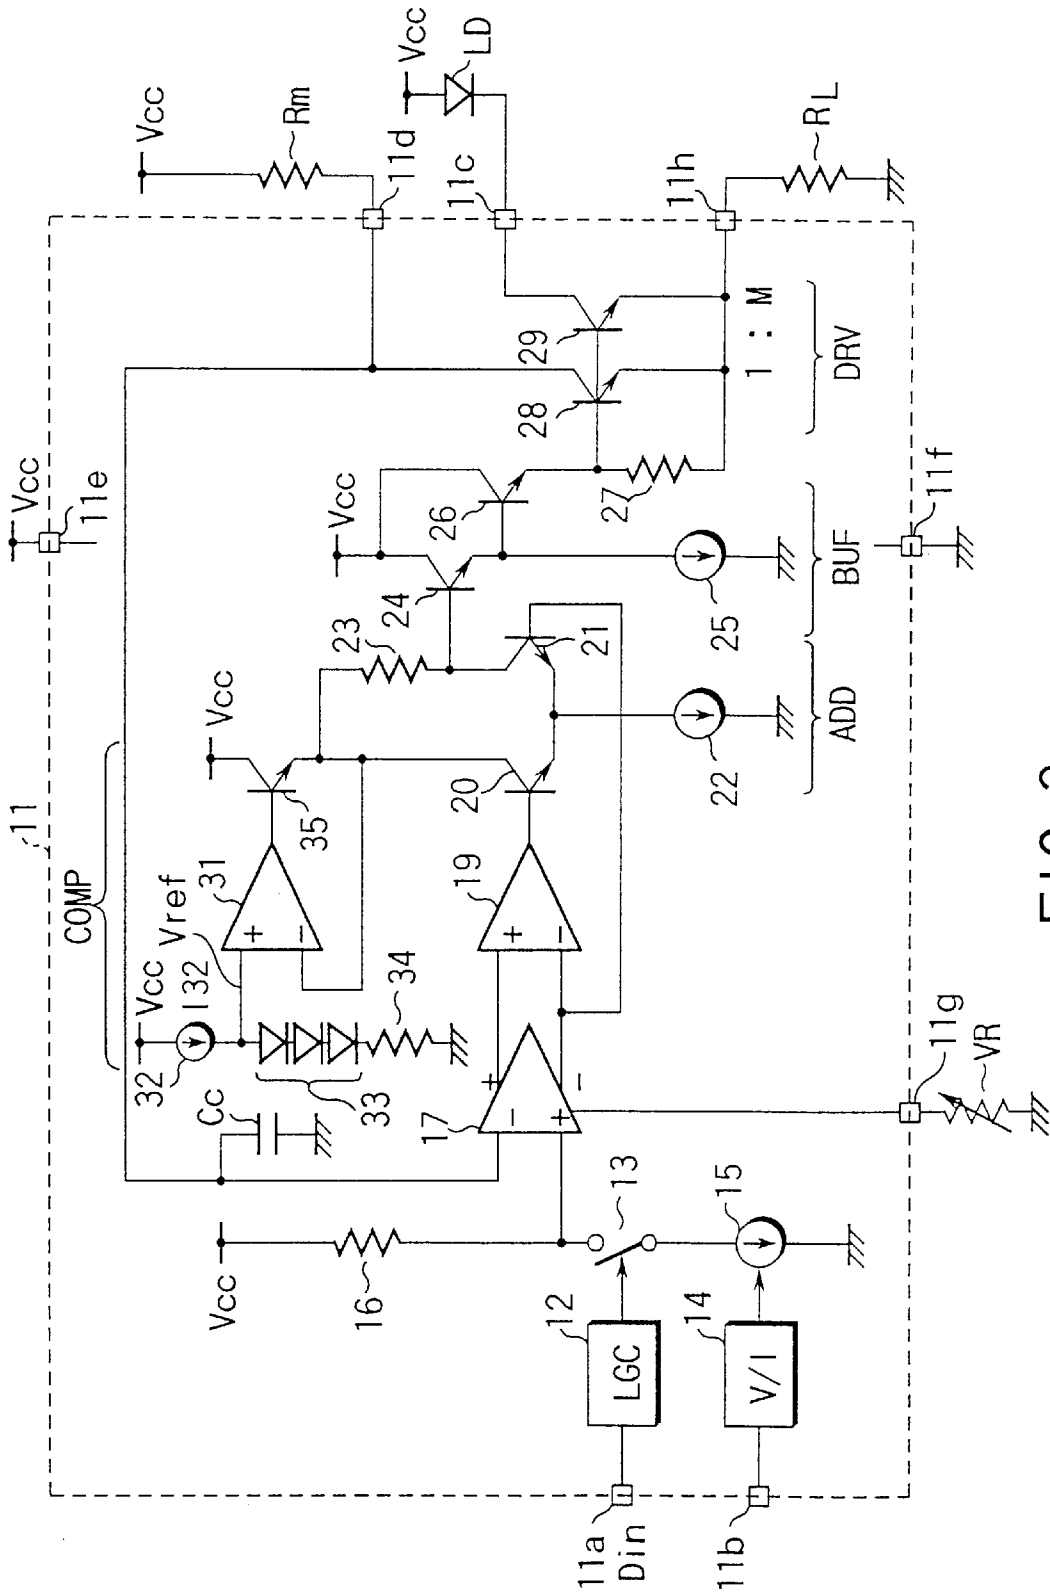 11
Vcc
11e
COMP
Vcc
Rm
11d
Vcc
32
I32
Vref
31
Vcc
35
33
34
Cc
Vcc
16
23
Vcc
24
26
Vcc
LD
11c
17
-
+
+
-
19
+
-
+
-
20
21
28
29
13
12
LGC
11a
Din
27
1 : M
11h
RL
14
V/I
11b
15
22
25
ADD
BUF
DRV
11g
VR
11f